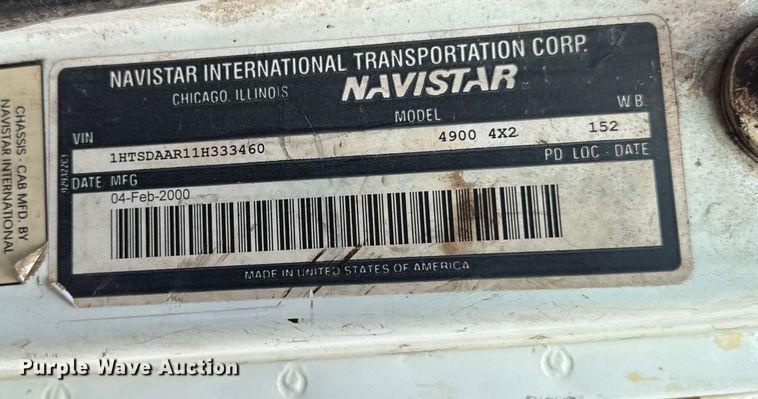 NAVISTAR INTERNATIONAL TRANSPORTATION CORP.
CHICAGO, ILLINOIS
NAVISTAR
VIN
MODEL
W.B.
1HTSDAAR11H333460
4900 4X2
152
DATE MFG
PD LOC - DATE
04-Feb-2000
MADE IN UNITED STATES OF AMERICA
CHASSIS - CAB MFD. BY
NAVISTAR INTERNATIONAL
Purple Wave Auction